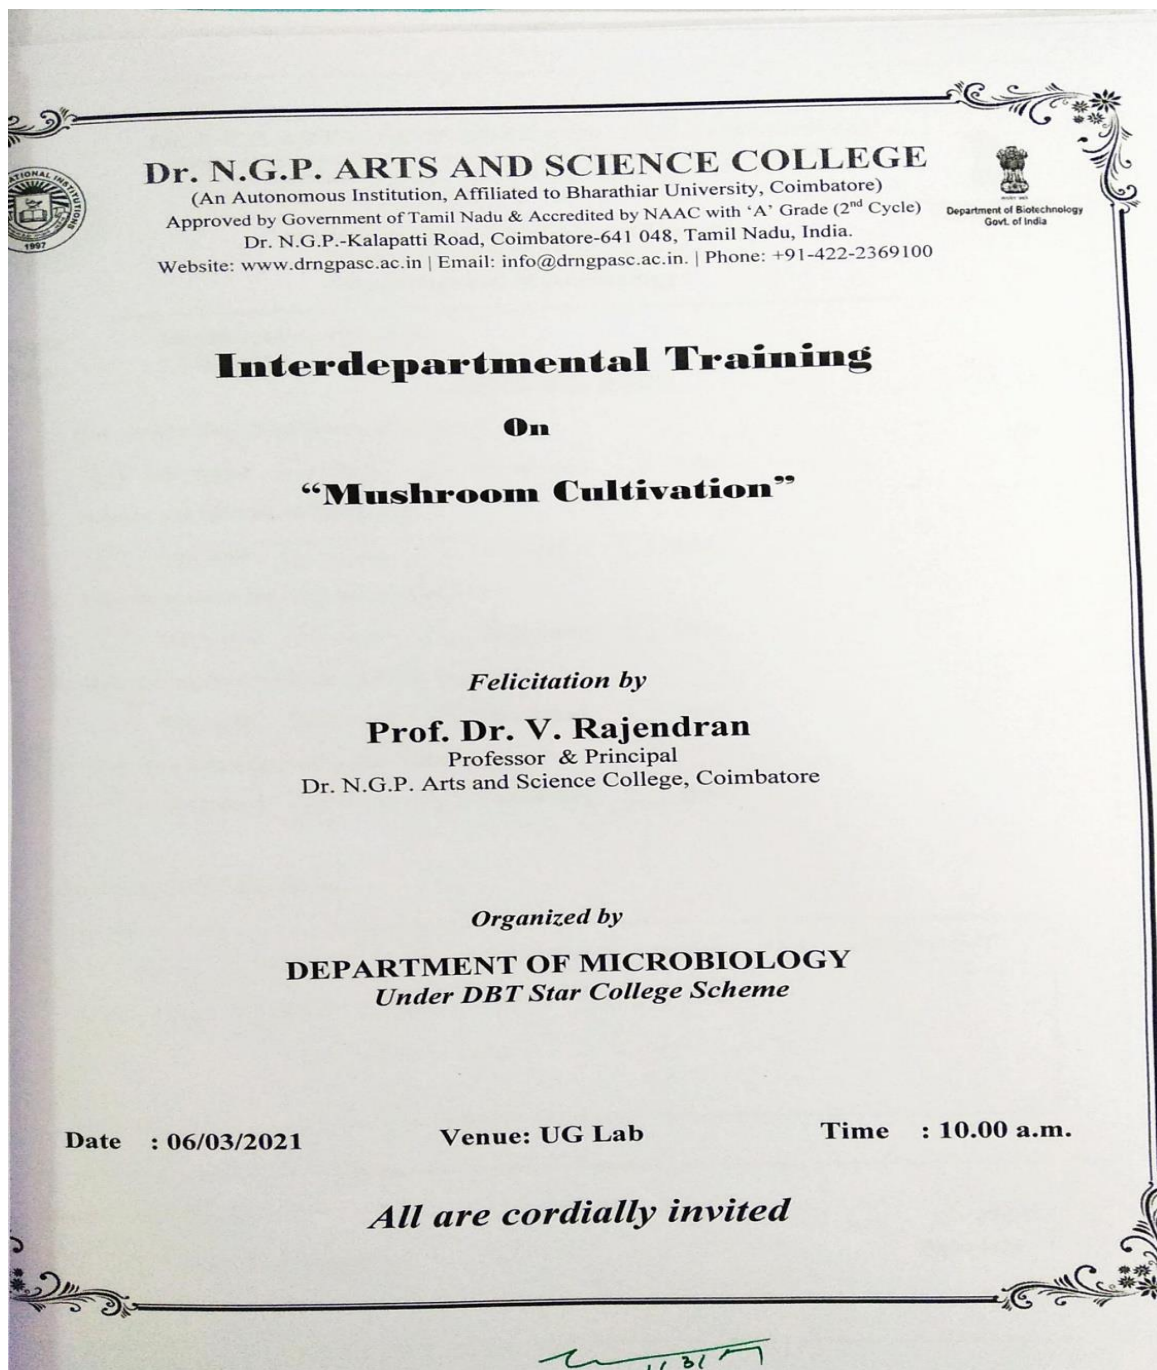 Dr. N.G.P. ARTS AND SCIENCE COLLEGE
(An Autonomous Institution, Affiliated to Bharathiar University, Coimbatore)
Approved by Government of Tamil Nadu & Accredited by NAAC with ‘A’ Grade (2nd Cycle)
Dr. N.G.P.-Kalapatti Road, Coimbatore-641 048, Tamil Nadu, India.
Website: www.drngpasc.ac.in | Email: info@drngpasc.ac.in. | Phone: +91-422-2369100
1997
Department of Biotechnology
Govt. of India
Interdepartmental Training
On
“Mushroom Cultivation”
Felicitation by
Prof. Dr. V. Rajendran
Professor & Principal
Dr. N.G.P. Arts and Science College, Coimbatore
Organized by
DEPARTMENT OF MICROBIOLOGY
Under DBT Star College Scheme
Date : 06/03/2021 Venue: UG Lab Time : 10.00 a.m.
All are cordially invited